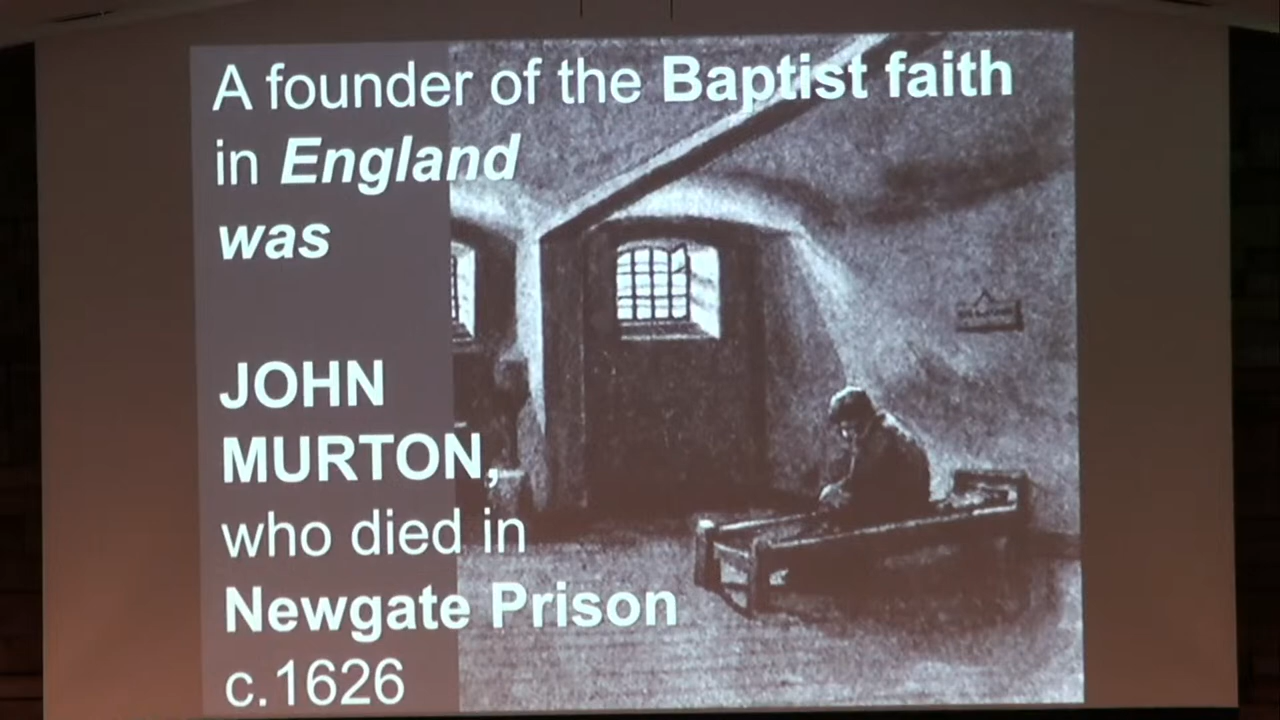 A founder of the Baptist faith
in England
was
JOHN
MURTON,
who died in
Newgate Prison
c.1626